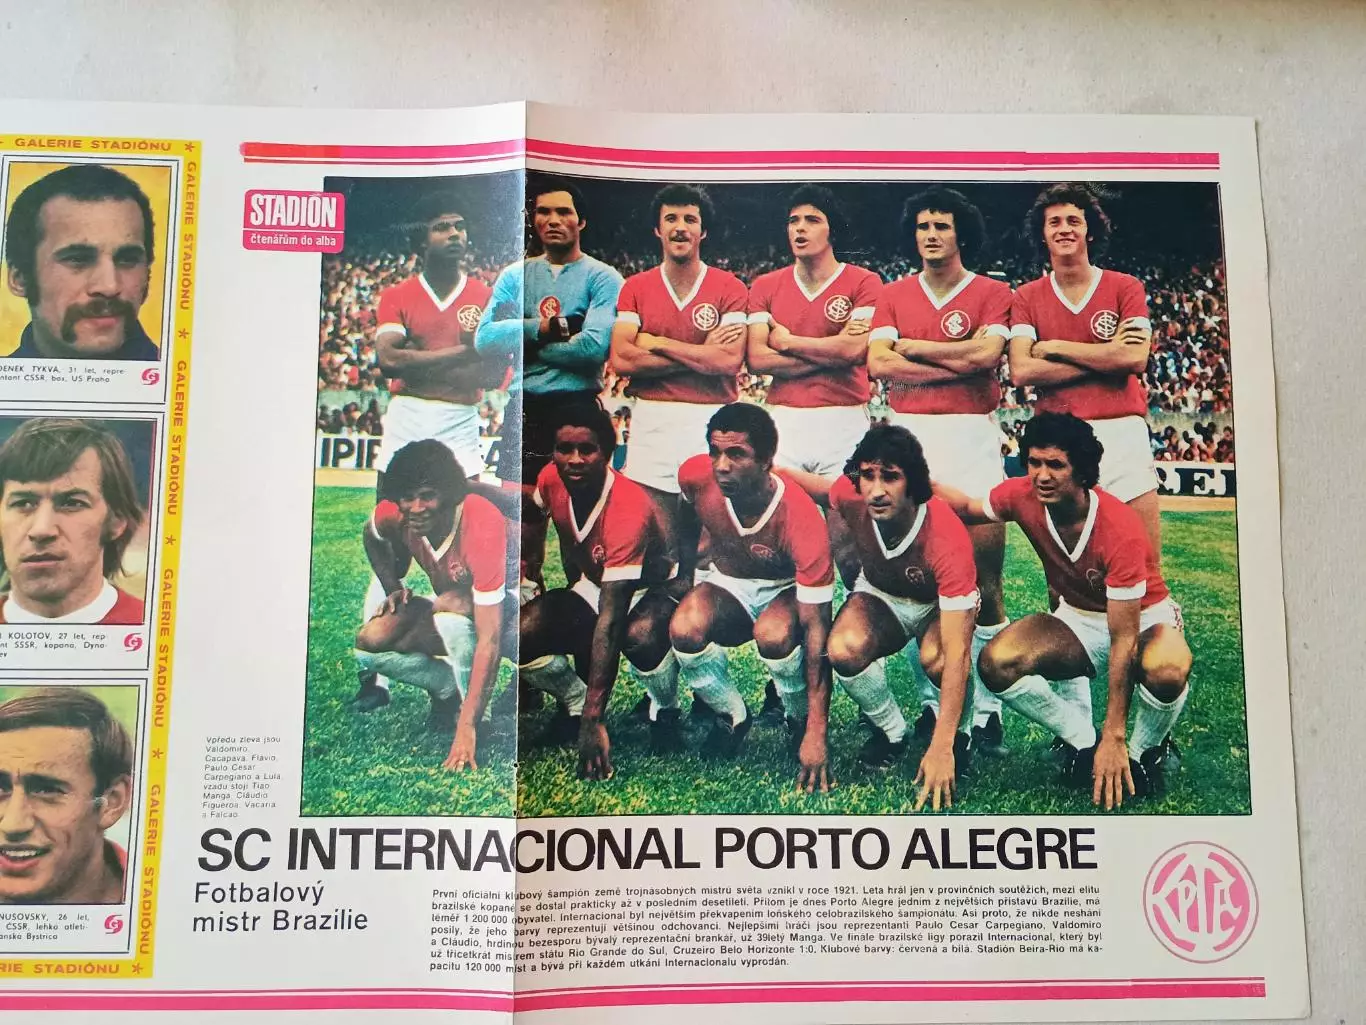 GALERIE STADIÓNU
GALERIE STADIÓNU
GALERIE STADIÓNU
GALERIE STADIÓNU
GALERIE STADIÓNU
GALERIE STADIÓNU
DENEK TYKVA, 31 let, repre-
tant ČSSR, box, US Praha
KOLOTOV, 27 let, rep-
nt SSSR, kopaná, Dyna-
ev
NUSOVSKY, 26 let,
ČSSR, lehká atleti-
anska Bystrica
STADIÓN
čtenářům do alba
Vpředu zleva jsou
Valdomiro,
Cacapava, Flavio,
Paulo Cesar
Carpegiano a Lula,
vzadu stojí Tiao
Manga, Cláudio
Figueroa, Vacaria
a Falcao.
SC INTERNACIONAL PORTO ALEGRE
Fotbalový
mistr Brazílie
První oficiální klubový šampión země trojnásobných mistrů světa vznikl v roce 1921. Leta hrál jen v provinčních soutěžích, mezi elitu
brazilské kopané se dostal prakticky až v posledním desetiletí. Přitom je dnes Porto Alegre jedním z největších přístavů Brazílie, má
téměř 1 200 000 obyvatel. Internacional byl největším překvapením loňského celobrazilského šampionátu. Asi proto, že nikde neshání
posily, že jeho barvy reprezentují většinou odchovanci. Nejlepšími hráči jsou reprezentanti Paulo Cesar Carpegiano, Valdomiro
a Cláudio, hrdinou bezesporu bývalý reprezentační brankář, už 39letý Manga. Ve finále brazilské ligy porazil Internacional, který byl
už třicetkrát mistrem státu Rio Grande do Sul, Cruzeiro Belo Horizonte 1:0. Klubové barvy: červená a bílá. Stadión Beira-Rio má ka-
pacitu 120 000 míst a bývá při každém utkání Internacionalu vyprodán.